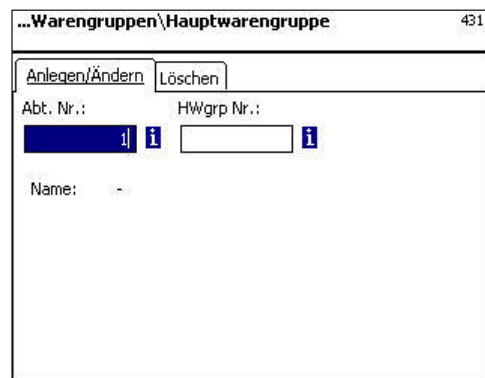 ...Warengruppen\Hauptwarengruppe 431
Anlegen/Ändern Löschen
Abt. Nr.: HWgrp Nr.:
1 i i
Name: -